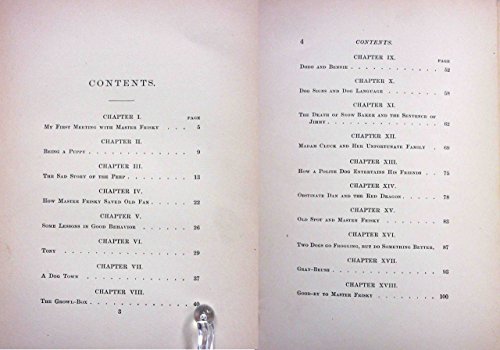 CONTENTS.
CHAPTER I.
PAGE
MY FIRST MEETING WITH MASTER FRISKY . . . . 5
CHAPTER II.
BEING A PUPPY . . . . . . . . . . 9
CHAPTER III.
THE SAD STORY OF THE PEEP . . . . . . . 13
CHAPTER IV.
HOW MASTER FRISKY SAVED OLD FAN . . . . . 22
CHAPTER V.
SOME LESSONS IN GOOD BEHAVIOR . . . . . . 26
CHAPTER VI.
TONY . . . . . . . . . . . . 29
CHAPTER VII.
A DOG TOWN . . . . . . . . . . 37
CHAPTER VIII.
THE GROWL-BOX . . . . . . . . . 40
3
4 CONTENTS.
CHAPTER IX.
PAGE
DODO AND BENNIE . . . . . . . . . 52
CHAPTER X.
DOG SIGNS AND DOG LANGUAGE . . . . . . 58
CHAPTER XI.
THE DEATH OF SNOW BAKER AND THE SENTENCE OF
JIMMY . . . . . . . . . . . 62
CHAPTER XII.
MADAM CLUCK AND HER UNFORTUNATE FAMILY . . 69
CHAPTER XIII.
HOW A POLITE DOG ENTERTAINS HIS FRIENDS . . 75
CHAPTER XIV.
OBSTINATE DAN AND THE RED DRAGON . . . . 78
CHAPTER XV.
OLD SPOT AND MASTER FRISKY . . . . . . 83
CHAPTER XVI.
TWO DOGS GO FROGGING, BUT DO SOMETHING BETTER, 87
CHAPTER XVII.
GRAY-BECHS . . . . . . . . . . 93
CHAPTER XVIII.
GOOD-BY TO MASTER FRISKY . . . . . . . 100